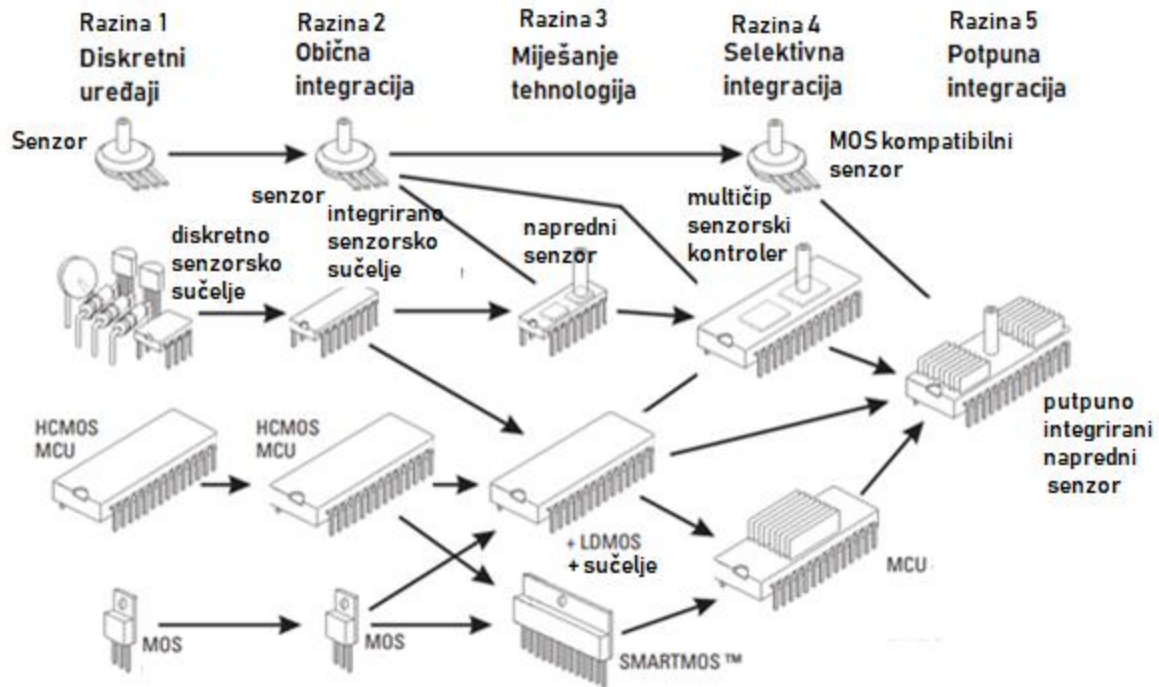 Razina 1
Diskretni
uređaji
Razina 2
Obična
integracija
Razina 3
Miješanje
tehnologija
Razina 4
Selektivna
integracija
Razina 5
Potpuna
integracija
Senzor
senzor
MOS kompatibilni
senzor
diskretno
senzorsko
sučelje
integrirano
senzorsko
sučelje
napredni
senzor
multičip
senzorski
kontroler
HCMOS
MCU
HCMOS
MCU
putpuno
integrirani
napredni
senzor
+ LDMOS
+ sučelje
MCU
MOS
MOS
SMARTMOS ™